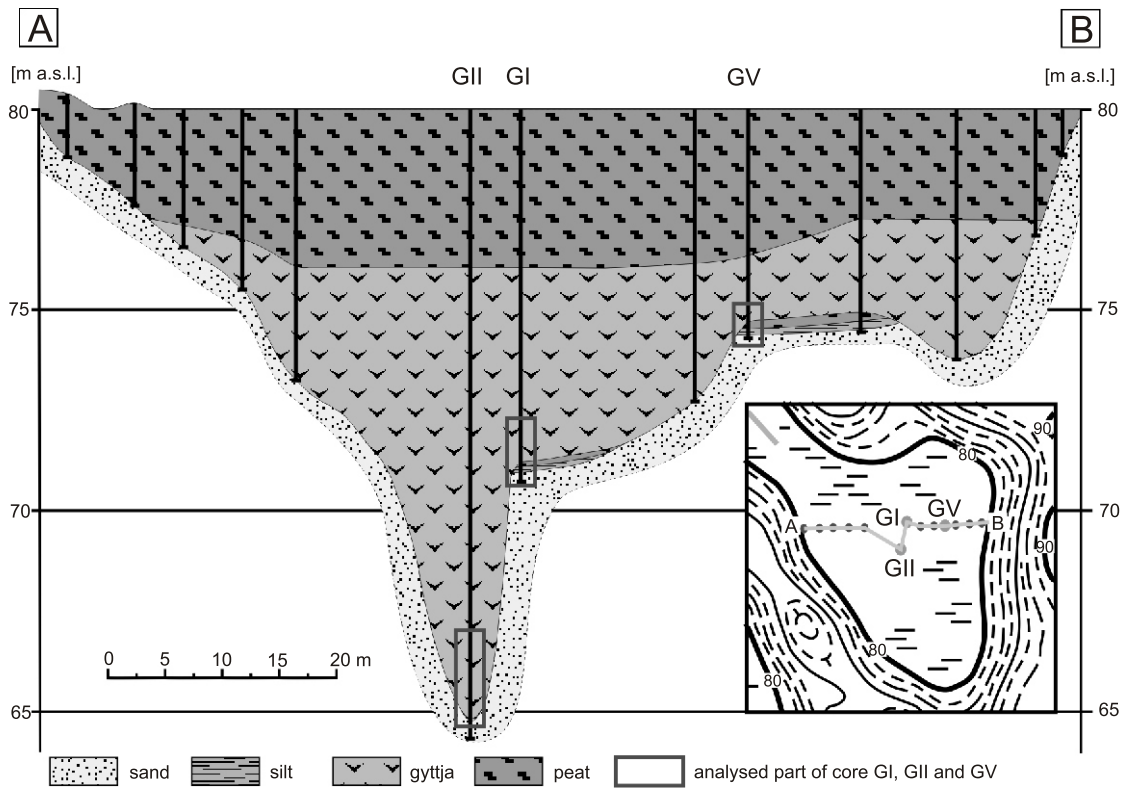 A B
[m a.s.l.] GII GI GV [m a.s.l.]
80 80
75 75
90
80
70 GI GV 70
A B
90
GII
0 5 10 15 20 m
80
80
65 65
sand silt gyttja peat analysed part of core GI, GII and GV